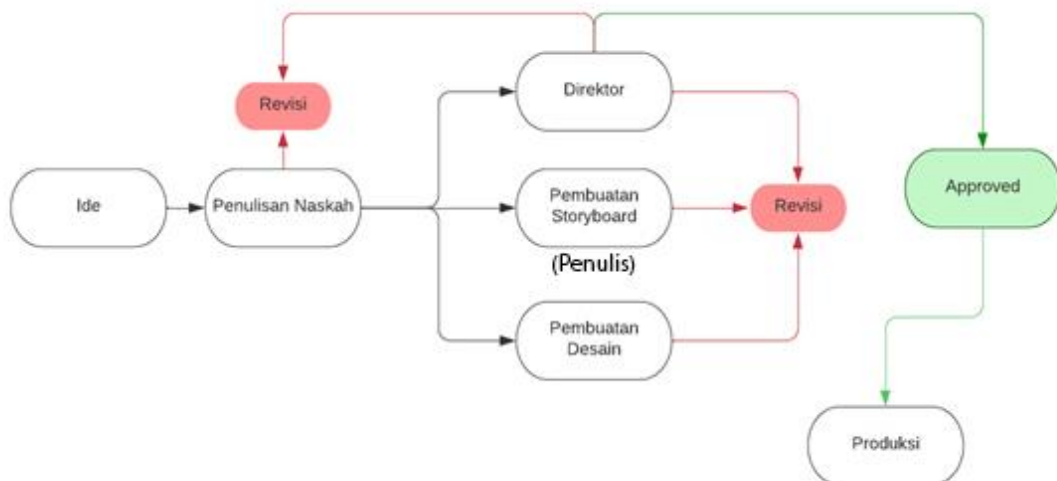 Revisi
Direktor
Ide
Penulisan Naskah
Pembuatan
Storyboard
(Penulis)
Revisi
Approved
Pembuatan
Desain
Produksi